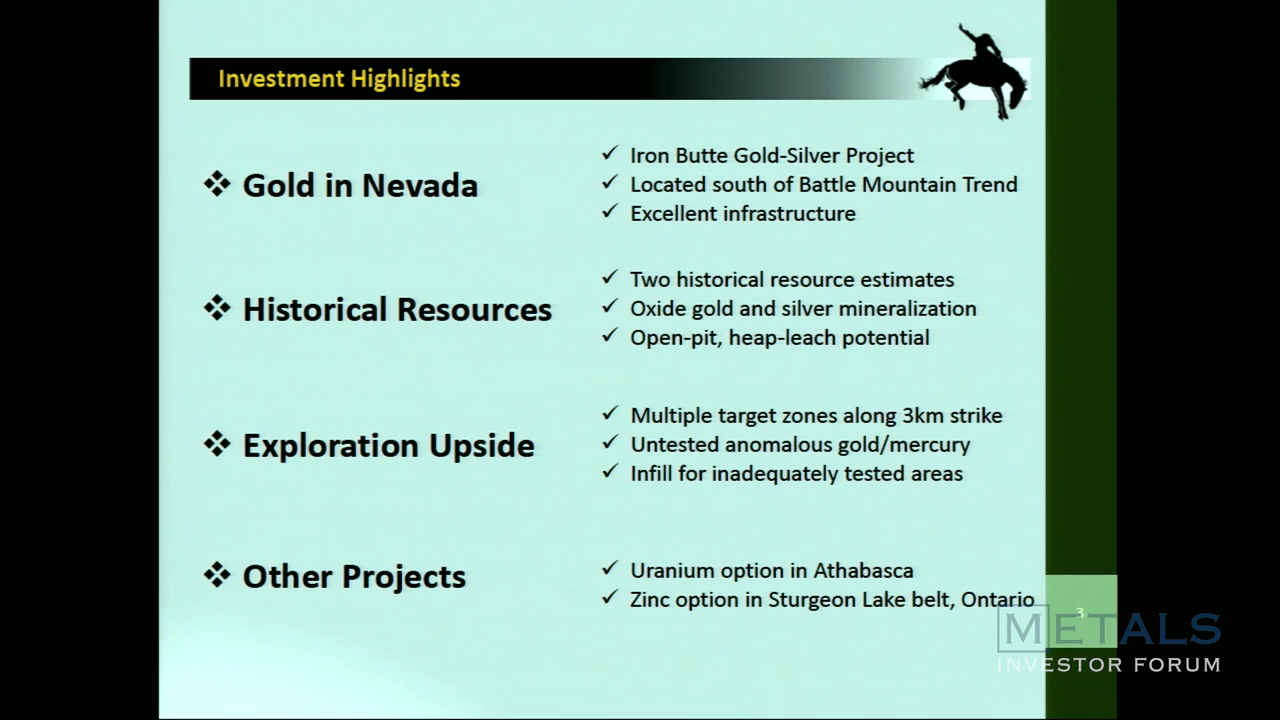 Investment Highlights
❖ Gold in Nevada
✓ Iron Butte Gold-Silver Project
✓ Located south of Battle Mountain Trend
✓ Excellent infrastructure
❖ Historical Resources
✓ Two historical resource estimates
✓ Oxide gold and silver mineralization
✓ Open-pit, heap-leach potential
❖ Exploration Upside
✓ Multiple target zones along 3km strike
✓ Untested anomalous gold/mercury
✓ Infill for inadequately tested areas
❖ Other Projects
✓ Uranium option in Athabasca
✓ Zinc option in Sturgeon Lake belt, Ontario
3
METALS
INVESTOR FORUM